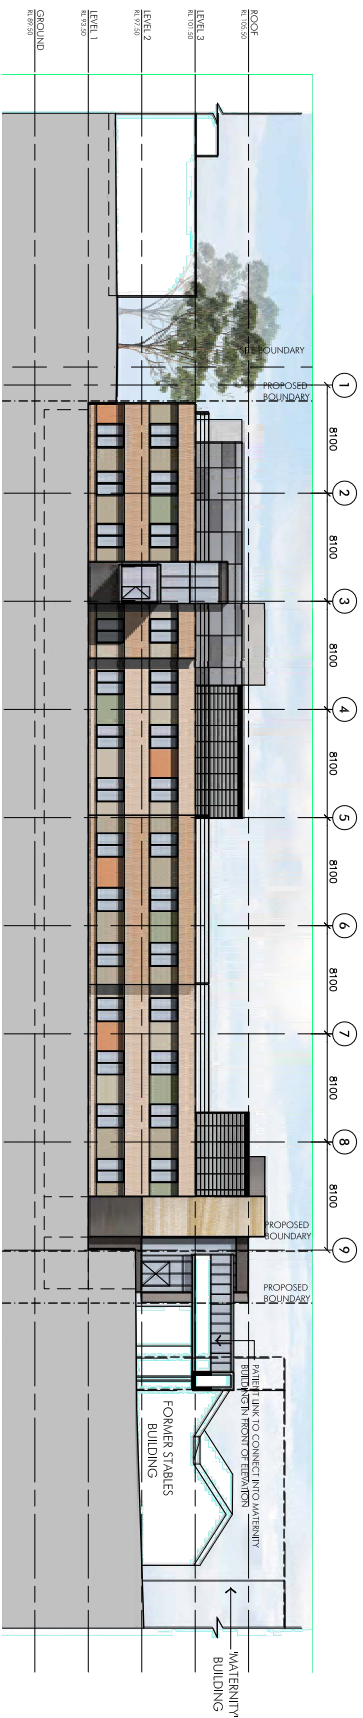 ROOF
RL 105.50
LEVEL 3
RL 101.50
LEVEL 2
RL 97.50
LEVEL 1
RL 93.50
GROUND
RL 89.50
SITE BOUNDARY
PROPOSED
BOUNDARY
1
8100
2
8100
3
8100
4
8100
5
8100
6
8100
7
8100
8
8100
9
PROPOSED
BOUNDARY
PROPOSED
BOUNDARY
PATIENT LINK TO CONNECT INTO MATERNITY
BUILDING IN FRONT OF ELEVATION
FORMER STABLES
BUILDING
'MATERNITY'
BUILDING